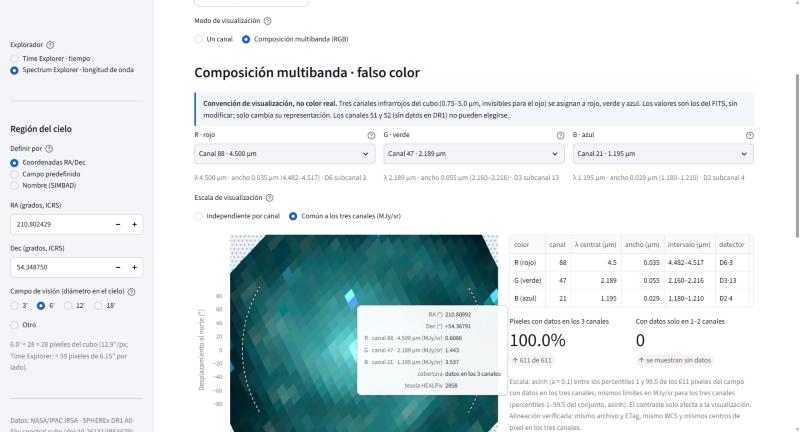 Explorador
Time Explorer · tiempo
Spectrum Explorer · longitud de onda
Región del cielo
Definir por
Coordenadas RA/Dec
Campo predefinido
Nombre (SIMBAD)
RA (grados, ICRS)
210.802429
Dec (grados, ICRS)
54.348750
Campo de visión (diámetro en el cielo)
3'
6'
12'
18'
Otro
6.0' ≈ 28 × 28 píxeles del cubo (12.9"/px;
Time Explorer: ≈ 59 píxeles de 6.15" por
lado).
Datos: NASA/IPAC IRSA · SPHEREx DR1 All-
Modo de visualización
Un canal
Composición multibanda (RGB)
Composición multibanda · falso color
Convención de visualización, no color real. Tres canales infrarrojos del cubo (0.75–5.0 µm, invisibles para el ojo) se asignan a rojo, verde y azul. Los valores son los del FITS, sin
modificar; solo cambia su representación. Los canales 51 y 52 (sin datos en DR1) no pueden elegirse.
R · rojo
G · verde
B · azul
Canal 88 · 4.500 µm
Canal 47 · 2.189 µm
Canal 21 · 1.195 µm
λ 4.500 µm · ancho 0.035 µm (4.482–4.517) · D6 subcanal 3
λ 2.189 µm · ancho 0.055 µm (2.160–2.216) · D3 subcanal 13
λ 1.195 µm · ancho 0.029 µm (1.180–1.210) · D2 subcanal 4
Escala de visualización
Independiente por canal
Común a los tres canales (MJy/sr)
Desplazamiento al norte (")
80
60
40
20
0
−20
−40
−60
−80
RA (°) 210.80992
Dec (°) +54.36791
R · canal 88 · 4.500 µm (MJy/sr) 0.6086
G · canal 47 · 2.189 µm (MJy/sr) 1.443
B · canal 21 · 1.195 µm (MJy/sr) 3.537
cobertura datos en los 3 canales
tesela HEALPix 2858
color canal λ central (µm) ancho (µm) intervalo (µm) detector
R (rojo) 88 4.5 0.035 4.482–4.517 D6·3
G (verde) 47 2.189 0.055 2.160–2.216 D3·13
B (azul) 21 1.195 0.029 1.180–1.210 D2·4
Píxeles con datos en los 3 canales
100.0%
↑ 611 de 611
Con datos solo en 1–2 canales
0
↑ se muestran sin datos
Escala: asinh (a = 0.1) entre los percentiles 1 y 99.5 de los 611 píxeles del campo
con datos en los tres canales; mismos límites en MJy/sr para los tres canales
(percentiles 1–99.5 del conjunto, asinh). El contraste solo afecta a la visualización.
Alineación verificada: mismo archivo y ETag, mismo WCS y mismos centros de
píxel en los tres canales.